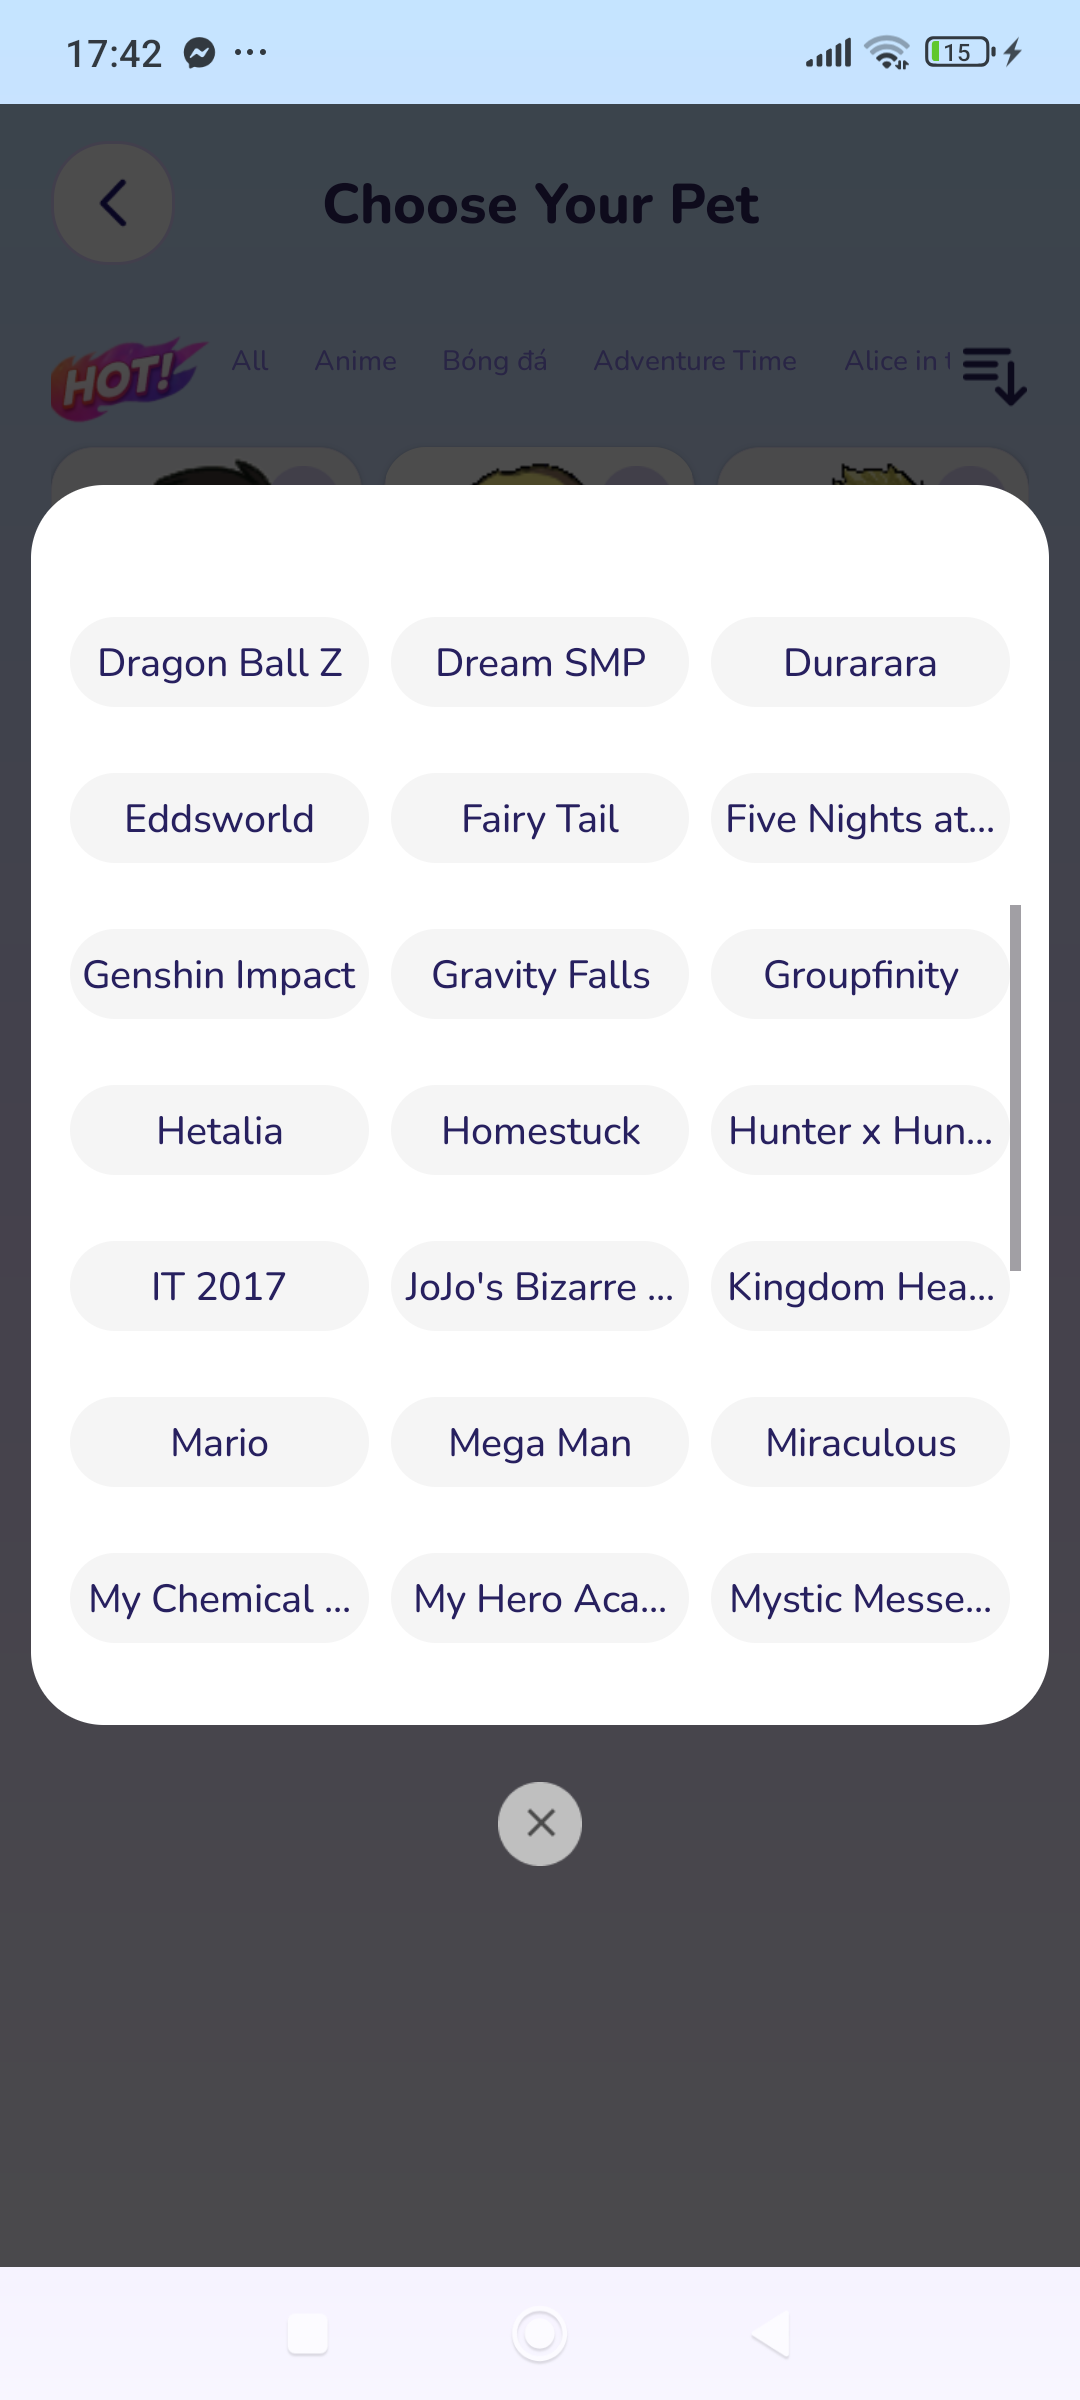 17:42
15
Choose Your Pet
HOT! All Anime Bóng đá Adventure Time Alice in t
Dragon Ball Z Dream SMP Durarara
Eddsworld Fairy Tail Five Nights at...
Genshin Impact Gravity Falls Groupfinity
Hetalia Homestuck Hunter x Hun...
IT 2017 JoJo's Bizarre ... Kingdom Hea...
Mario Mega Man Miraculous
My Chemical ... My Hero Aca... Mystic Messe...